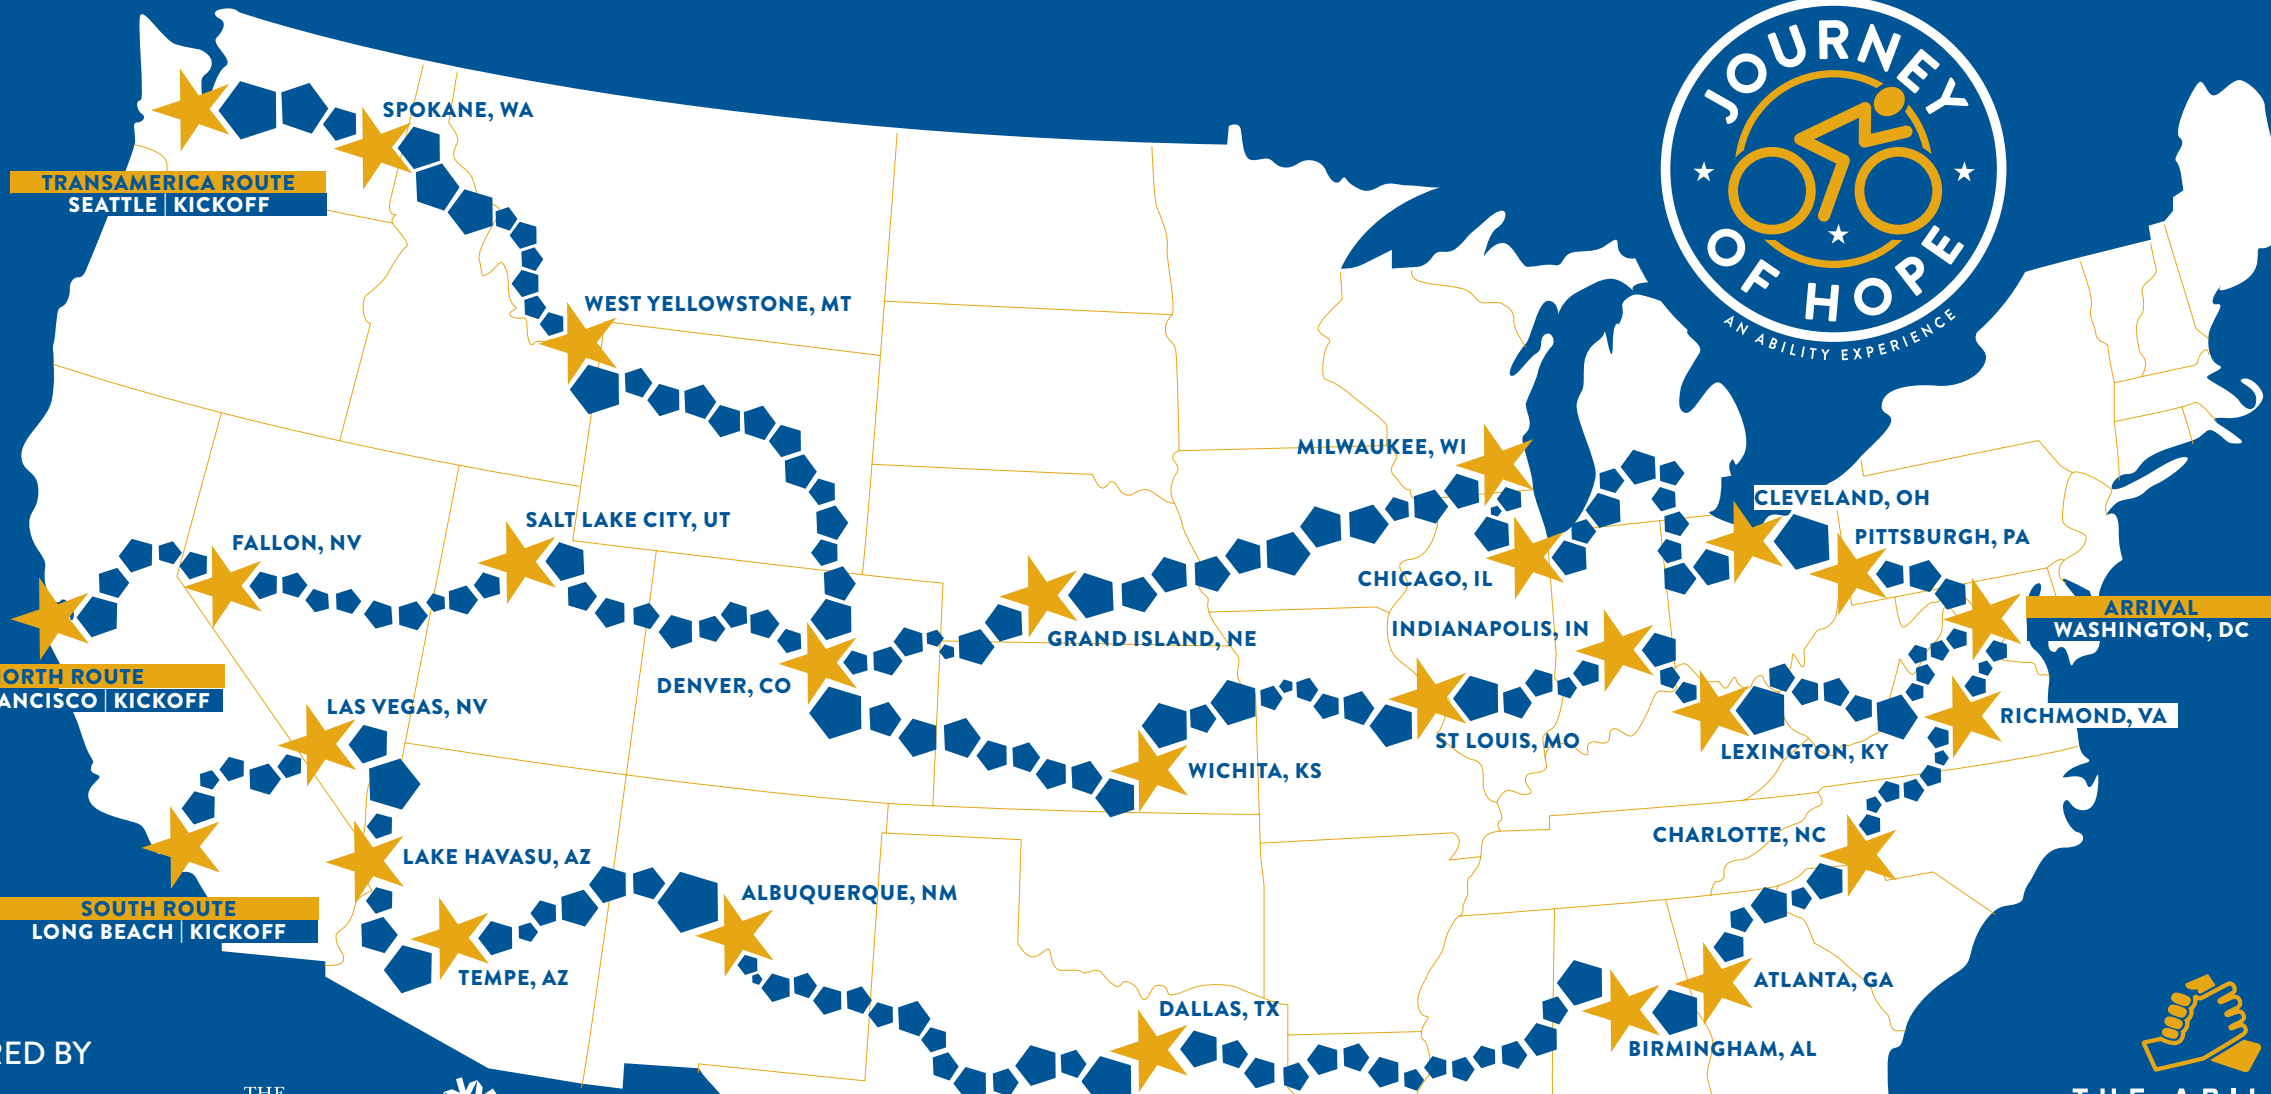 JOURNEY
OF HOPE
AN ABILITY EXPERIENCE
SPOKANE, WA
TRANSAMERICA ROUTE
SEATTLE | KICKOFF
WEST YELLOWSTONE, MT
MILWAUKEE, WI
CLEVELAND, OH
SALT LAKE CITY, UT
PITTSBURGH, PA
FALLON, NV
CHICAGO, IL
ARRIVAL
WASHINGTON, DC
INDIANAPOLIS, IN
GRAND ISLAND, NE
ORTH ROUTE
ANCISCO | KICKOFF
DENVER, CO
LAS VEGAS, NV
RICHMOND, VA
ST LOUIS, MO
LEXINGTON, KY
WICHITA, KS
CHARLOTTE, NC
LAKE HAVASU, AZ
ALBUQUERQUE, NM
SOUTH ROUTE
LONG BEACH | KICKOFF
TEMPE, AZ
ATLANTA, GA
DALLAS, TX
BIRMINGHAM, AL
RED BY
THE
THE ABIL